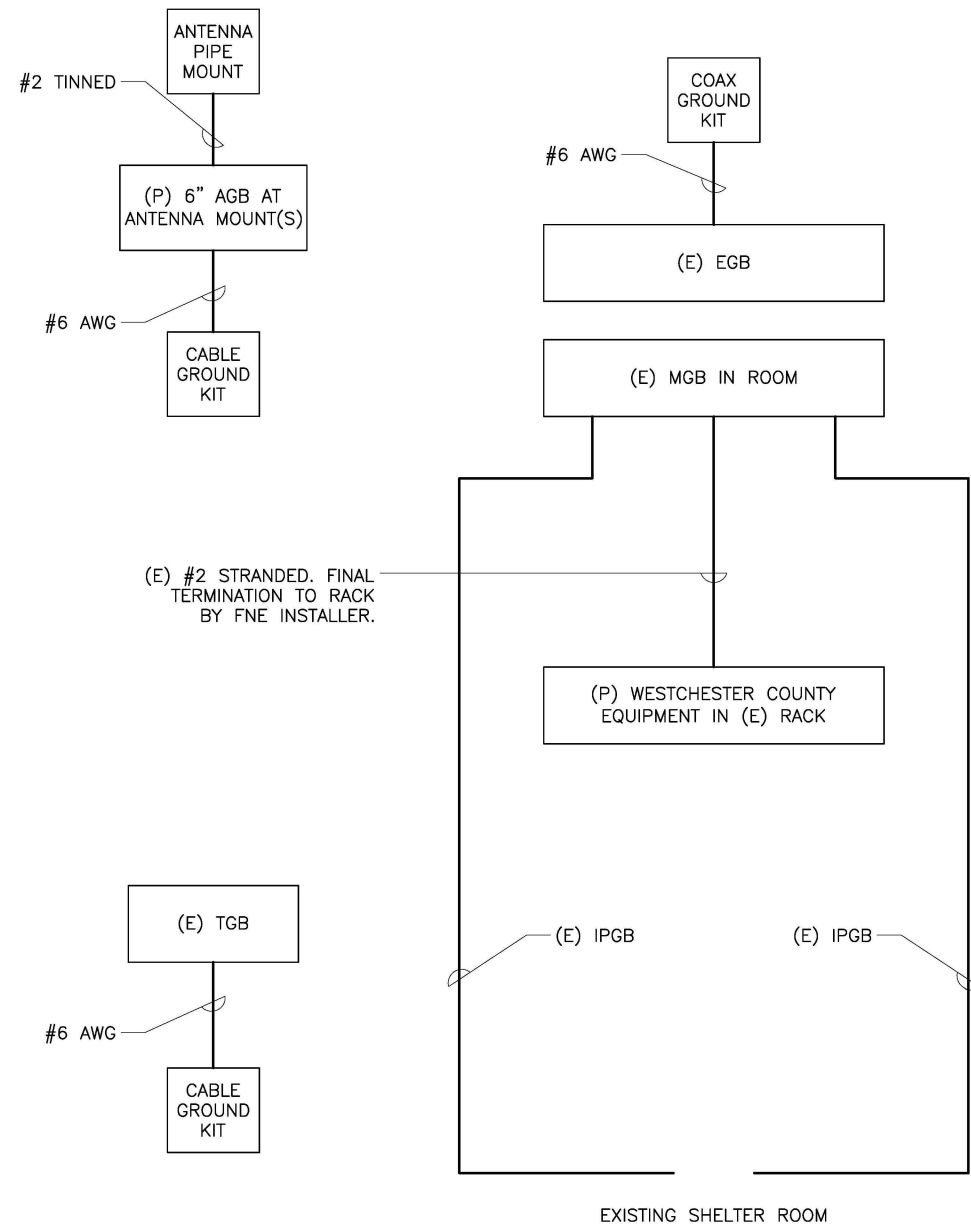 ANTENNA
PIPE
MOUNT
#2 TINNED
(P) 6" AGB AT
ANTENNA MOUNT(S)
#6 AWG
CABLE
GROUND
KIT
COAX
GROUND
KIT
#6 AWG
(E) EGB
(E) MGB IN ROOM
(E) #2 STRANDED. FINAL
TERMINATION TO RACK
BY FNE INSTALLER.
(P) WESTCHESTER COUNTY
EQUIPMENT IN (E) RACK
(E) TGB
#6 AWG
CABLE
GROUND
KIT
(E) IPGB
(E) IPGB
EXISTING SHELTER ROOM